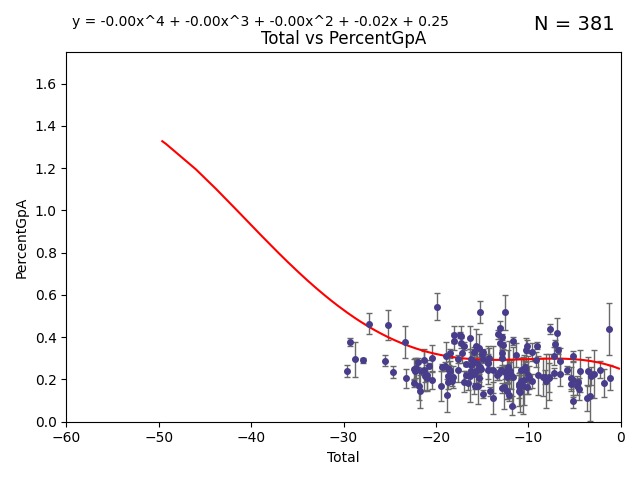 y = -0.00x^4 + -0.00x^3 + -0.00x^2 + -0.02x + 0.25
N = 381
Total vs PercentGpA
1.6
1.4
1.2
1.0
0.8
0.6
0.4
0.2
0.0
PercentGpA
−60 −50 −40 −30 −20 −10 0
Total